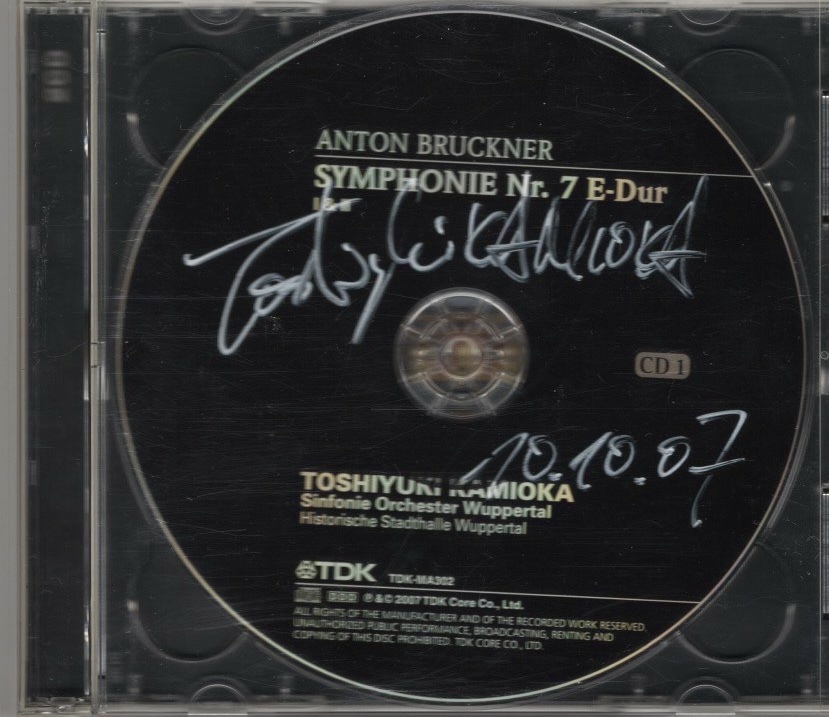 ANTON BRUCKNER
SYMPHONIE Nr. 7 E-Dur
I & II
Toshiyuki KAMIOKA
CD 1
10.10.07
TOSHIYUKI KAMIOKA
Sinfonie Orchester Wuppertal
Historische Stadthalle Wuppertal
TDK TDK-MA302
DDD ℗ & © 2007 TDK Core Co., Ltd.
ALL RIGHTS OF THE MANUFACTURER AND OF THE RECORDED WORK RESERVED.
UNAUTHORIZED PUBLIC PERFORMANCE, BROADCASTING, RENTING AND
COPYING OF THIS DISC PROHIBITED. TDK CORE CO., LTD.